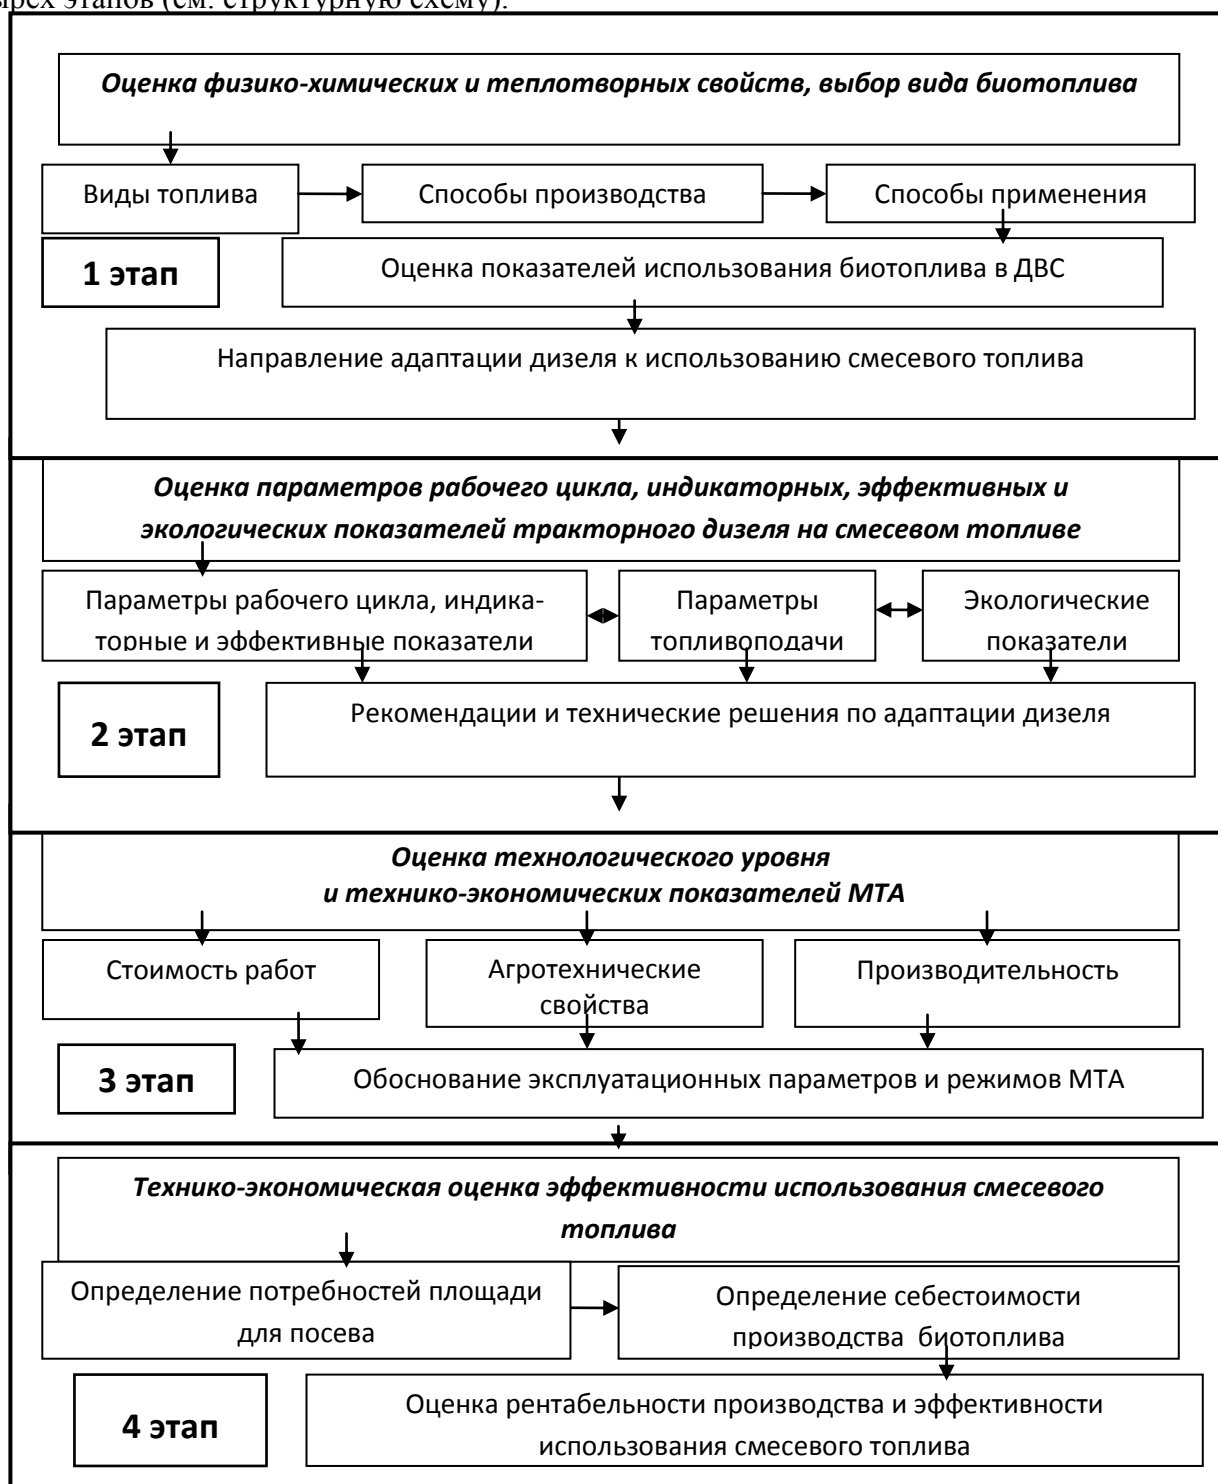 рех этапов (см. структурную схему).
Оценка физико-химических и теплотворных свойств, выбор вида биотоплива
Виды топлива
Способы производства
Способы применения
1 этап
Оценка показателей использования биотоплива в ДВС
Направление адаптации дизеля к использованию смесевого топлива
Оценка параметров рабочего цикла, индикаторных, эффективных и
экологических показателей тракторного дизеля на смесевом топливе
Параметры рабочего цикла, индика-
торные и эффективные показатели
Параметры
топливоподачи
Экологические
показатели
2 этап
Рекомендации и технические решения по адаптации дизеля
Оценка технологического уровня
и технико-экономических показателей МТА
Стоимость работ
Агротехнические
свойства
Производительность
3 этап
Обоснование эксплуатационных параметров и режимов МТА
Технико-экономическая оценка эффективности использования смесевого
топлива
Определение потребностей площади
для посева
Определение себестоимости
производства биотоплива
4 этап
Оценка рентабельности производства и эффективности
использования смесевого топлива